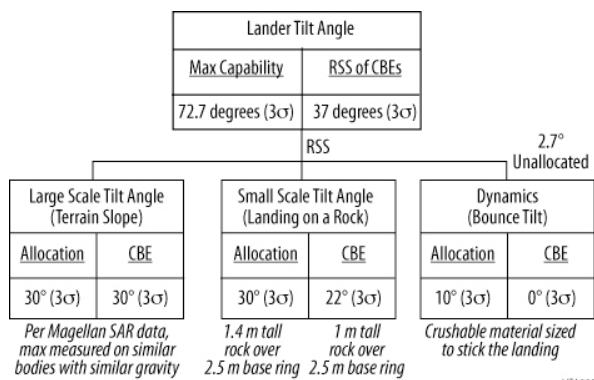 Lander Tilt Angle
Max Capability
RSS of CBEs
72.7 degrees (3σ)
37 degrees (3σ)
RSS
2.7°
Unallocated
Large Scale Tilt Angle
(Terrain Slope)
Allocation
CBE
30° (3σ)
30° (3σ)
Per Magellan SAR data,
max measured on similar
bodies with similar gravity
Small Scale Tilt Angle
(Landing on a Rock)
Allocation
CBE
30° (3σ)
22° (3σ)
1.4 m tall
rock over
2.5 m base ring
1 m tall
rock over
2.5 m base ring
Dynamics
(Bounce Tilt)
Allocation
CBE
10° (3σ)
0° (3σ)
Crushable material sized
to stick the landing